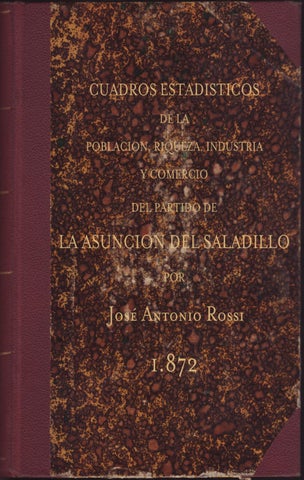 CUADROS ESTADISTICOS
DE LA
POBLACION, RIQUEZA, INDUSTRIA
Y COMERCIO
DEL PARTIDO DE
LA ASUNCION DEL SALADILLO
POR
JOSÉ ANTONIO ROSSI
1.872